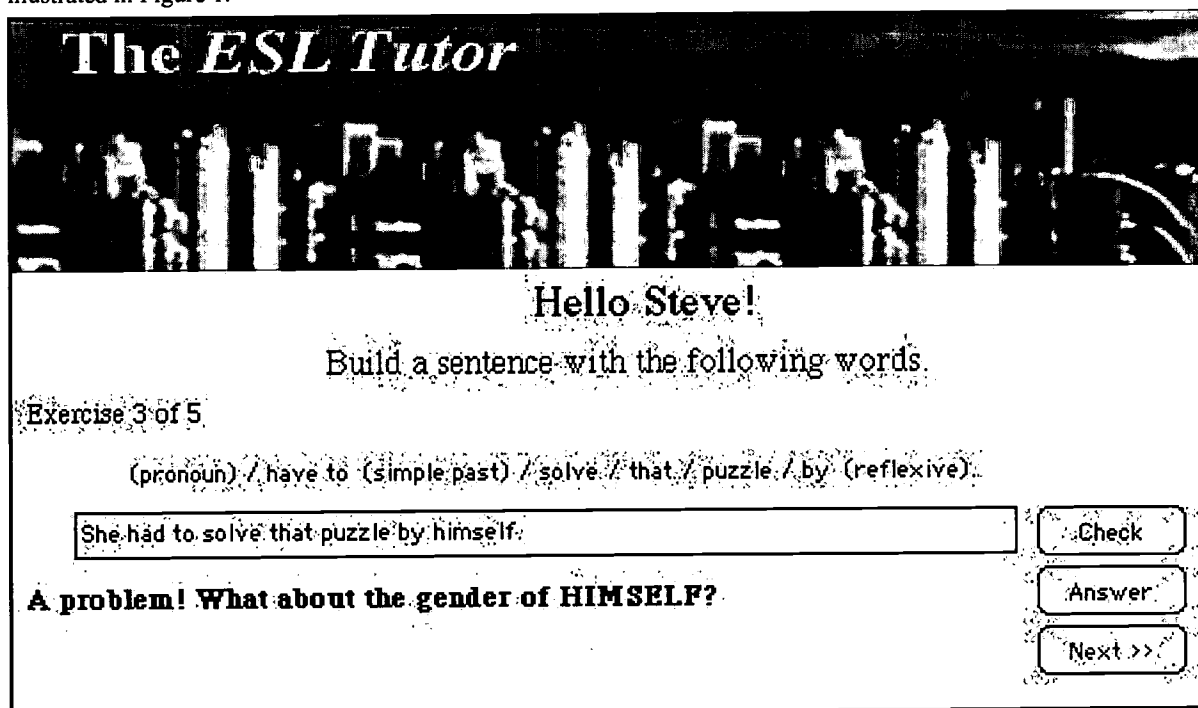 illustrated in Figure 1.
The ESL Tutor
Hello Steve!
Build a sentence with the following words.
Exercise 3 of 5
(pronoun) / have to (simple past) / solve / that / puzzle / by (reflexive).
She had to solve that puzzle by himself.
Check
A problem! What about the gender of HIMSELF?
Answer
Next >>